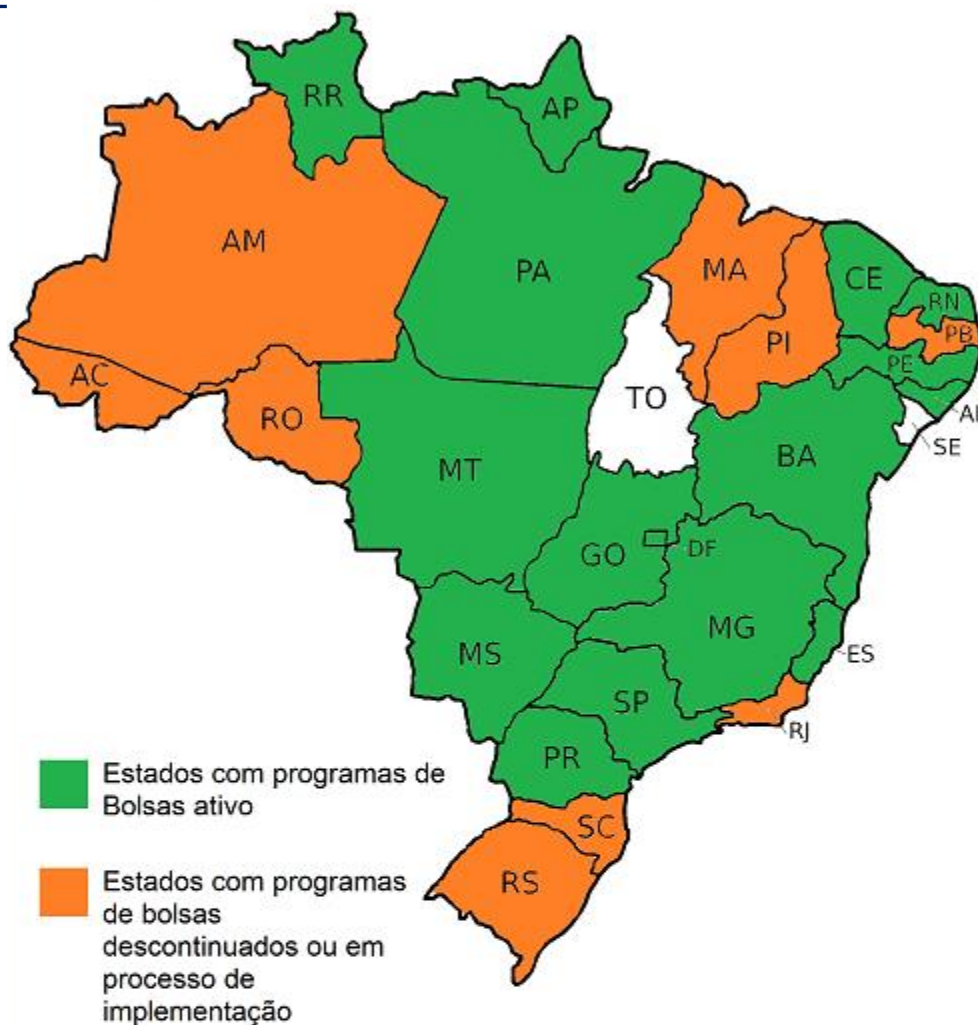 RR
AP
AM
PA
MA
CE
RN
PB
PI
PE
AC
TO
RO
SE
BA
MT
GO
DF
MG
MS
ES
SP
RJ
PR
SC
RS
Estados com programas de
Bolsas ativo
Estados com programas
de bolsas
descontinuados ou em
processo de
implementação